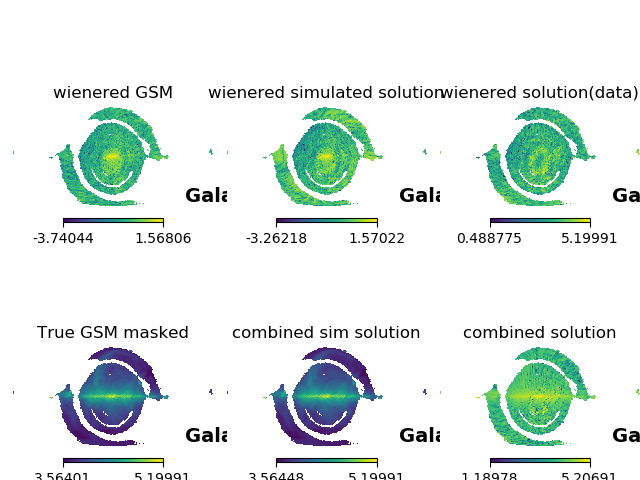 wienered GSM wienered simulated solution wienered solution(data)
Gala Gala Ga
-3.74044 1.56806 -3.26218 1.57022 0.488775 5.19991
True GSM masked combined sim solution combined solution
Gala Gala Ga
3.56401 5.19991 3.56448 5.19991 1.18978 5.20691